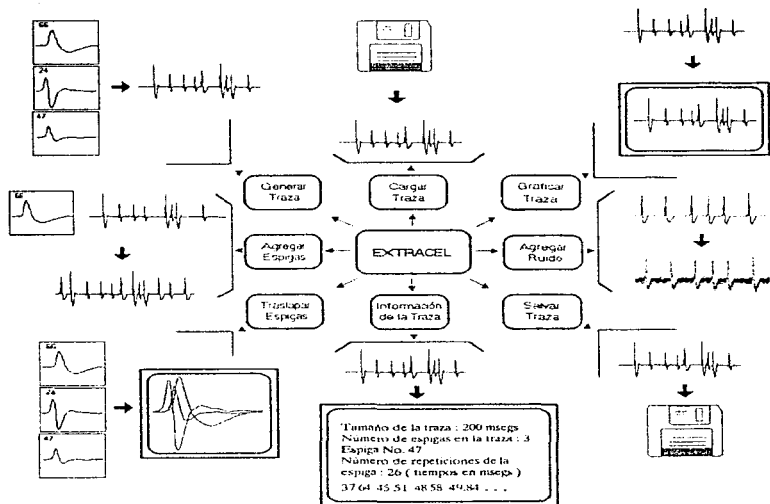 66
24
47
Generar
Traza
Cargar
Traza
Graficar
Traza
66
Agregar
Espigas
EXTRACEL
Agregar
Ruido
Traslapar
Espigas
Información
de la Traza
Salvar
Traza
66
24
47
Tamaño de la traza : 200 msegs
Número de espigas en la traza : 3
Espiga No. 47
Número de repeticiones de la
espiga : 26 ( tiempos en msegs )
37.64 45.51 48.58 49.84 . . .